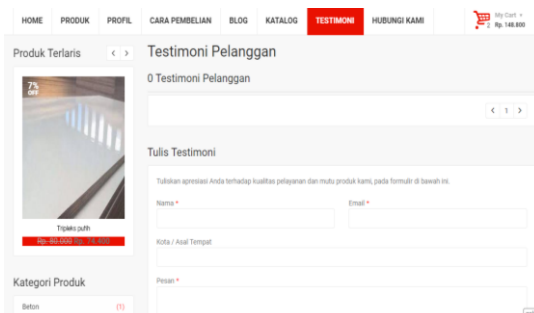 HOME PRODUK PROFIL CARA PEMBELIAN BLOG KATALOG TESTIMONI HUBUNGI KAMI
My Cart
2 Rp. 148.800
Produk Terlaris < >
7%
OFF
Tripleks putih
Rp. 80.000 Rp. 74.400
Kategori Produk
Beton (1)
Testimoni Pelanggan
0 Testimoni Pelanggan
< 1 >
Tulis Testimoni
Tuliskan apresiasi Anda terhadap kualitas pelayanan dan mutu produk kami, pada formulir di bawah ini.
Nama * Email *
Kota / Asal Tempat
Pesan *